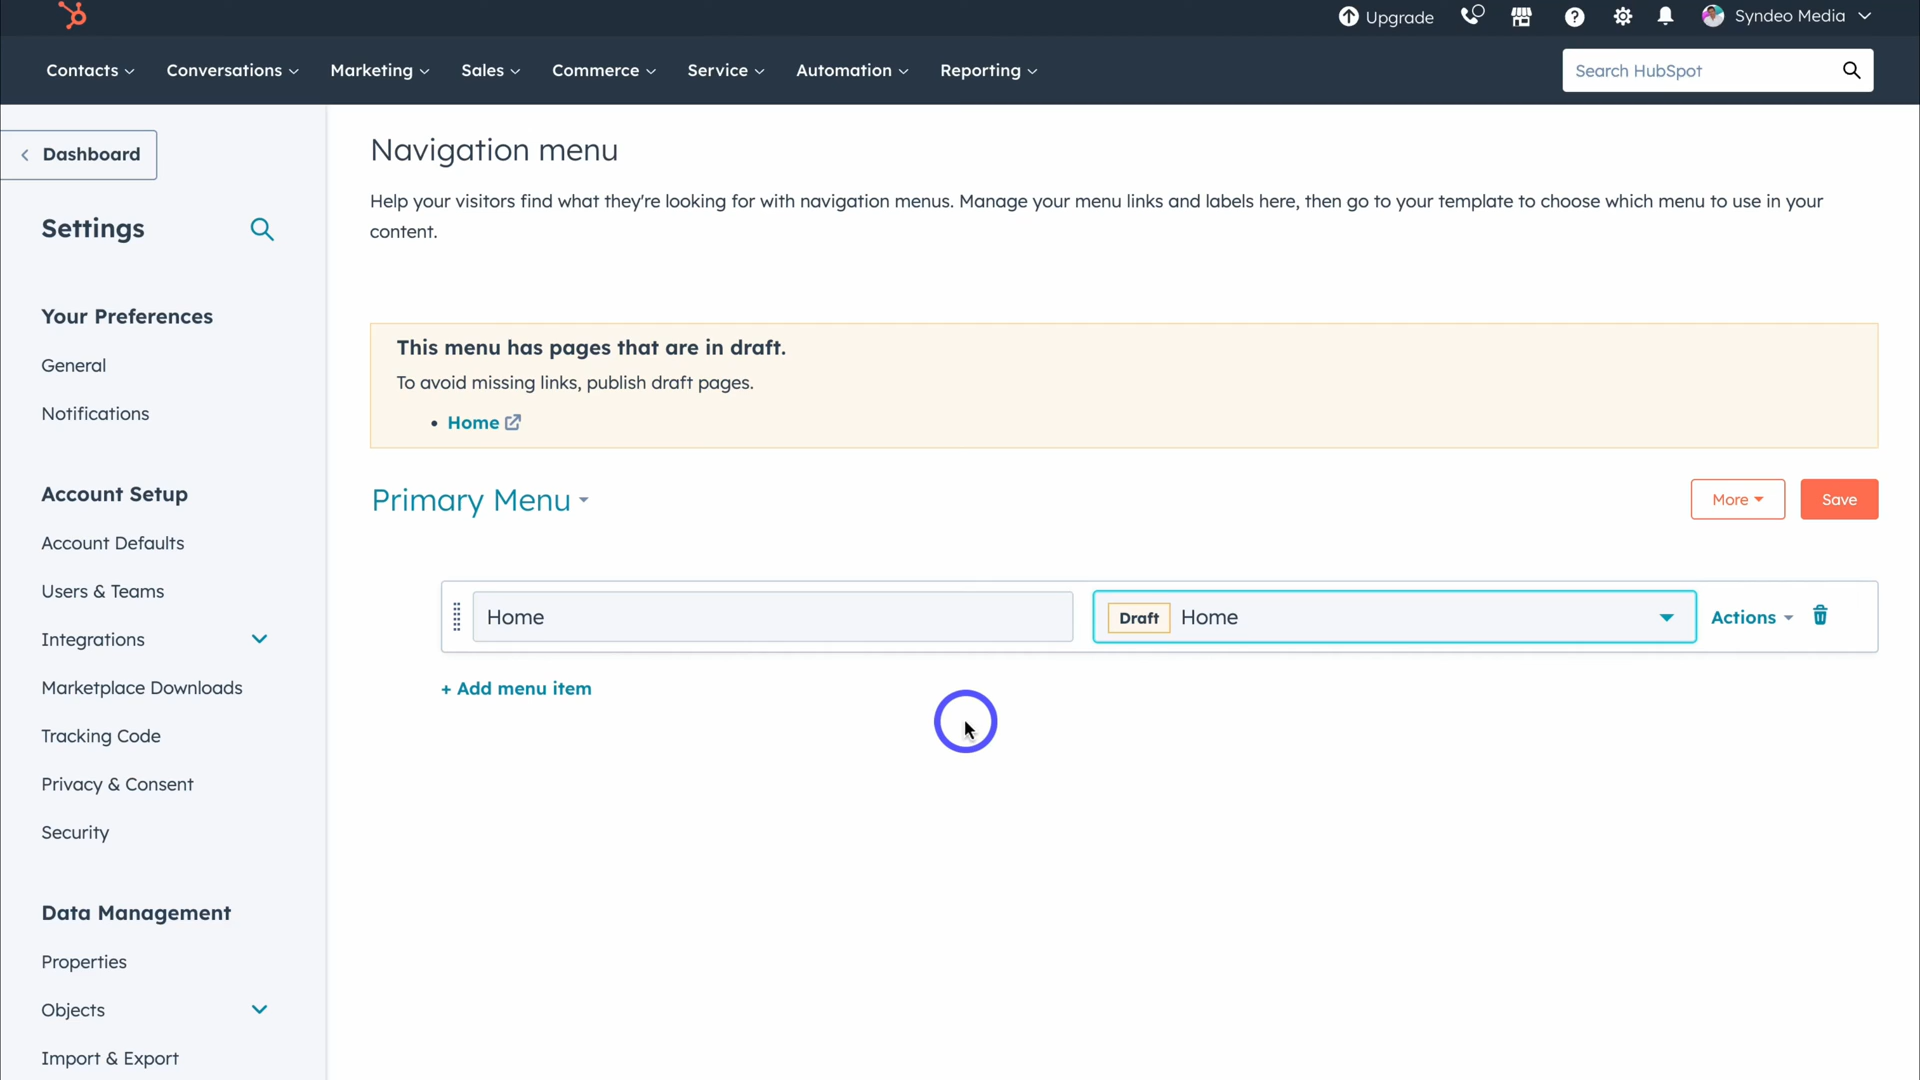 Upgrade
Syndeo Media
Contacts
Conversations
Marketing
Sales
Commerce
Service
Automation
Reporting
Search HubSpot
Dashboard
Settings
Your Preferences
General
Notifications
Account Setup
Account Defaults
Users & Teams
Integrations
Marketplace Downloads
Tracking Code
Privacy & Consent
Security
Data Management
Properties
Objects
Import & Export
Navigation menu
Help your visitors find what they're looking for with navigation menus. Manage your menu links and labels here, then go to your template to choose which menu to use in your
content.
This menu has pages that are in draft.
To avoid missing links, publish draft pages.
• Home
Primary Menu
More
Save
Home
Draft Home
Actions
+ Add menu item